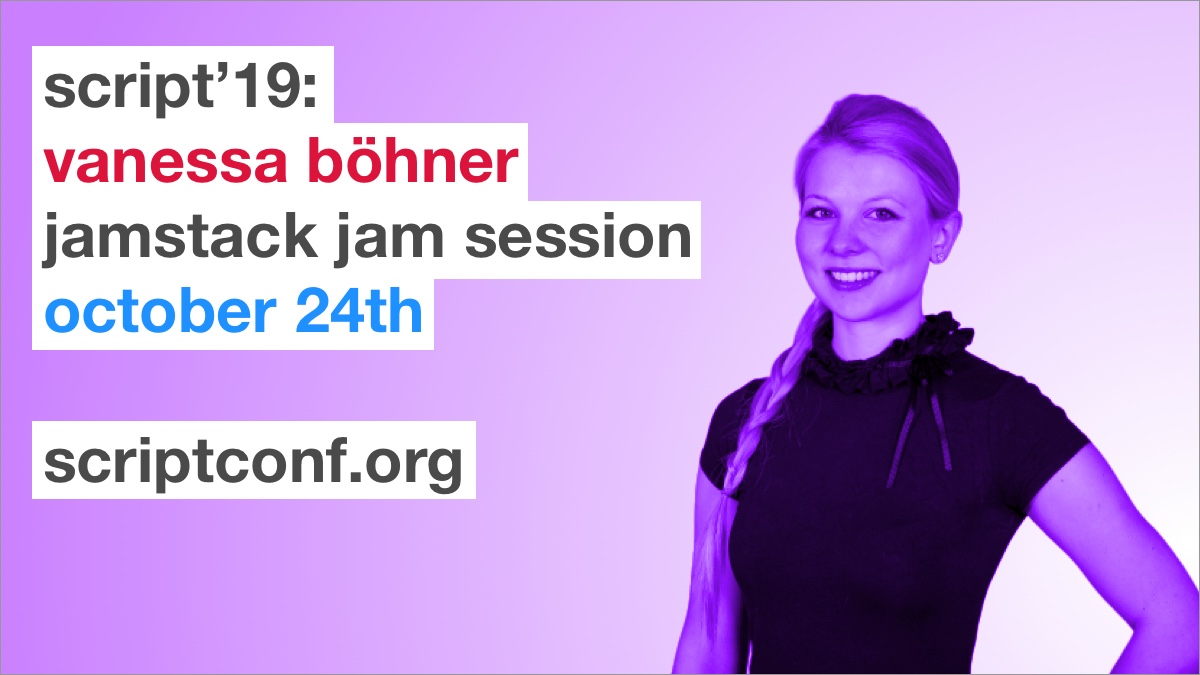 script’19:
vanessa böhner
jamstack jam session
october 24th
scriptconf.org